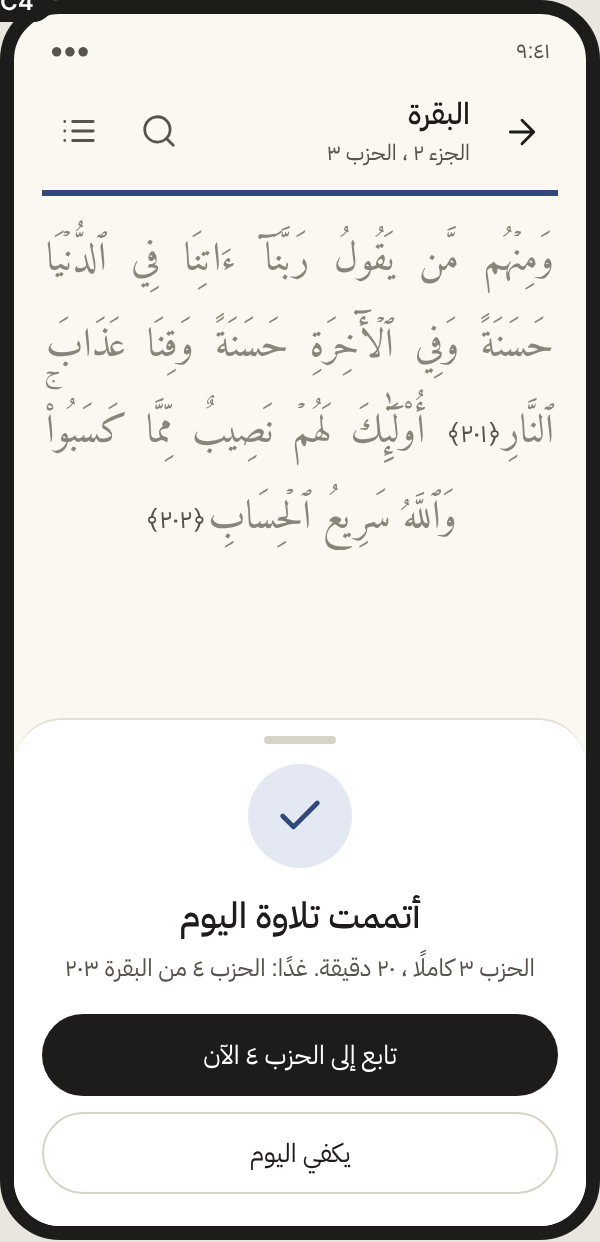 C4
٩:٤١
البقرة
الجزء ٢ ، الحزب ٣
وَمِنْهُم مَّن يَقُولُ رَبَّنَآ ءَاتِنَا فِي ٱلدُّنْيَا
حَسَنَةً وَفِي ٱلْأٓخِرَةِ حَسَنَةً وَقِنَا عَذَابَ
ٱلنَّارِ ﴿٢٠١﴾ أُوْلَٰٓئِكَ لَهُمْ نَصِيبٌ مِّمَّا كَسَبُواْۚ
وَٱللَّهُ سَرِيعُ ٱلْحِسَابِ ﴿٢٠٢﴾
أتممت تلاوة اليوم
الحزب ٣ كاملًا ، ٢٠ دقيقة. غدًا: الحزب ٤ من البقرة ٢٠٣
تابع إلى الحزب ٤ الآن
يكفي اليوم